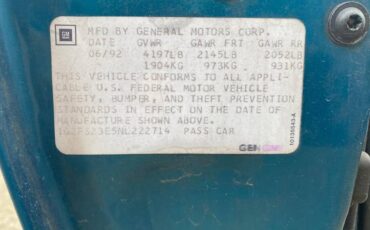 GM
MFD BY GENERAL MOTORS CORP.
DATE GVWR GAWR FRT GAWR RR
06/92 4197LB 2145LB 2052LB
1904KG 973KG 931KG
THIS VEHICLE CONFORMS TO ALL APPLI-
CABLE U.S. FEDERAL MOTOR VEHICLE
SAFETY, BUMPER, AND THEFT PREVENTION
STANDARDS IN EFFECT ON THE DATE OF
MANUFACTURE SHOWN ABOVE.
PASS CAR